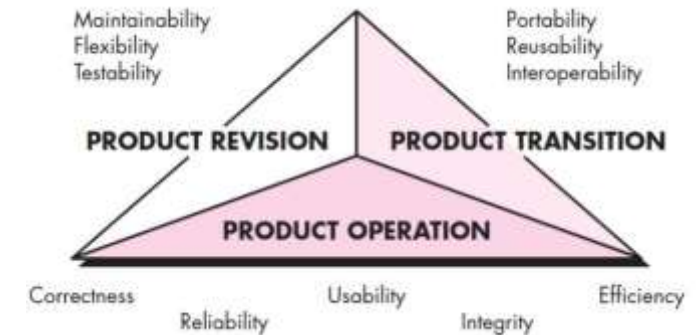 Maintainability
Flexibility
Testability
Portability
Reusability
Interoperability
PRODUCT REVISION
PRODUCT TRANSITION
PRODUCT OPERATION
Correctness
Usability
Efficiency
Reliability
Integrity